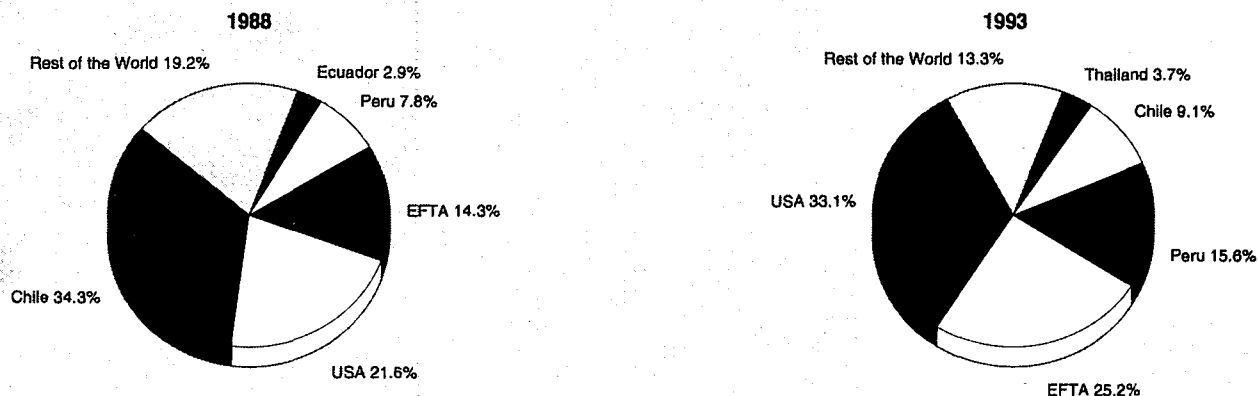 1988
Rest of the World 19.2%
Ecuador 2.9%
Peru 7.8%
EFTA 14.3%
Chile 34.3%
USA 21.6%
1993
Rest of the World 13.3%
Thailand 3.7%
Chile 9.1%
USA 33.1%
Peru 15.6%
EFTA 25.2%